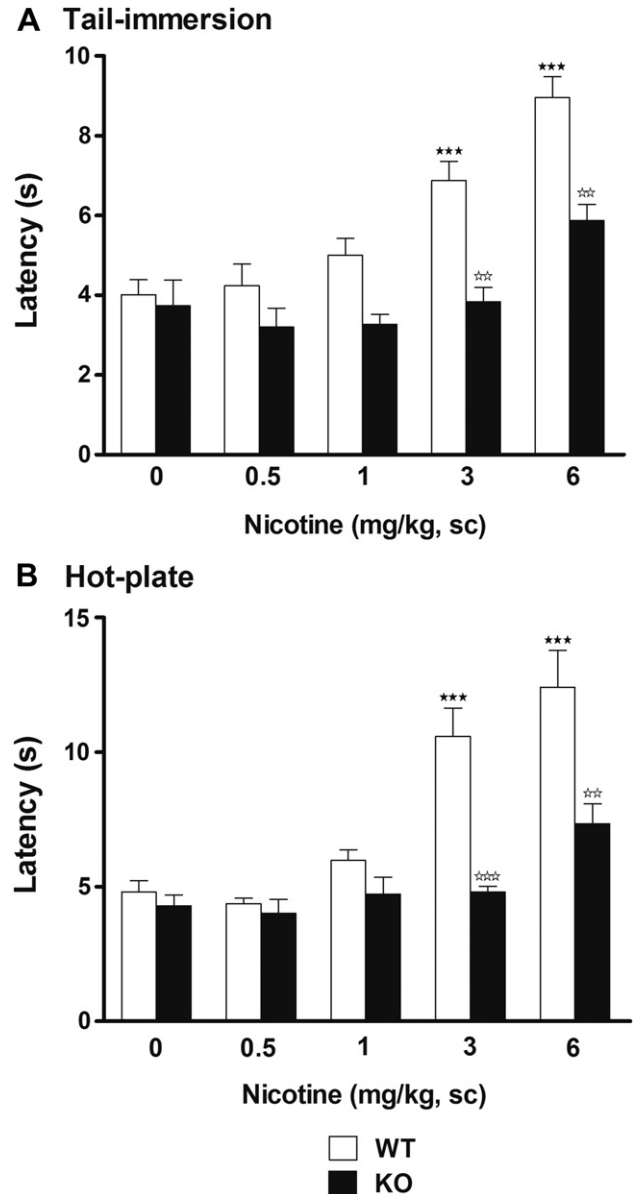 A Tail-immersion
10
8
6
4
2
0
Latency (s)
★★★
★★★
☆☆
☆☆
0 0.5 1 3 6
Nicotine (mg/kg, sc)
B Hot-plate
15
10
5
0
Latency (s)
★★★
★★★
☆☆☆
☆☆
0 0.5 1 3 6
Nicotine (mg/kg, sc)
WT
KO